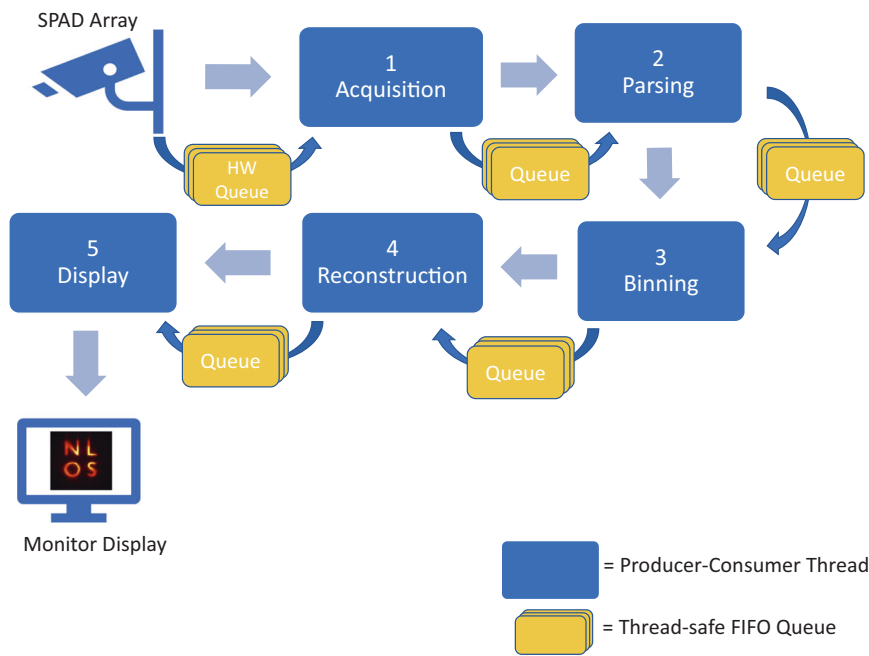 SPAD Array
1
Acquisition
2
Parsing
HW
Queue
Queue
Queue
5
Display
4
Reconstruction
3
Binning
Queue
Queue
N L
O S
Monitor Display
= Producer-Consumer Thread
= Thread-safe FIFO Queue